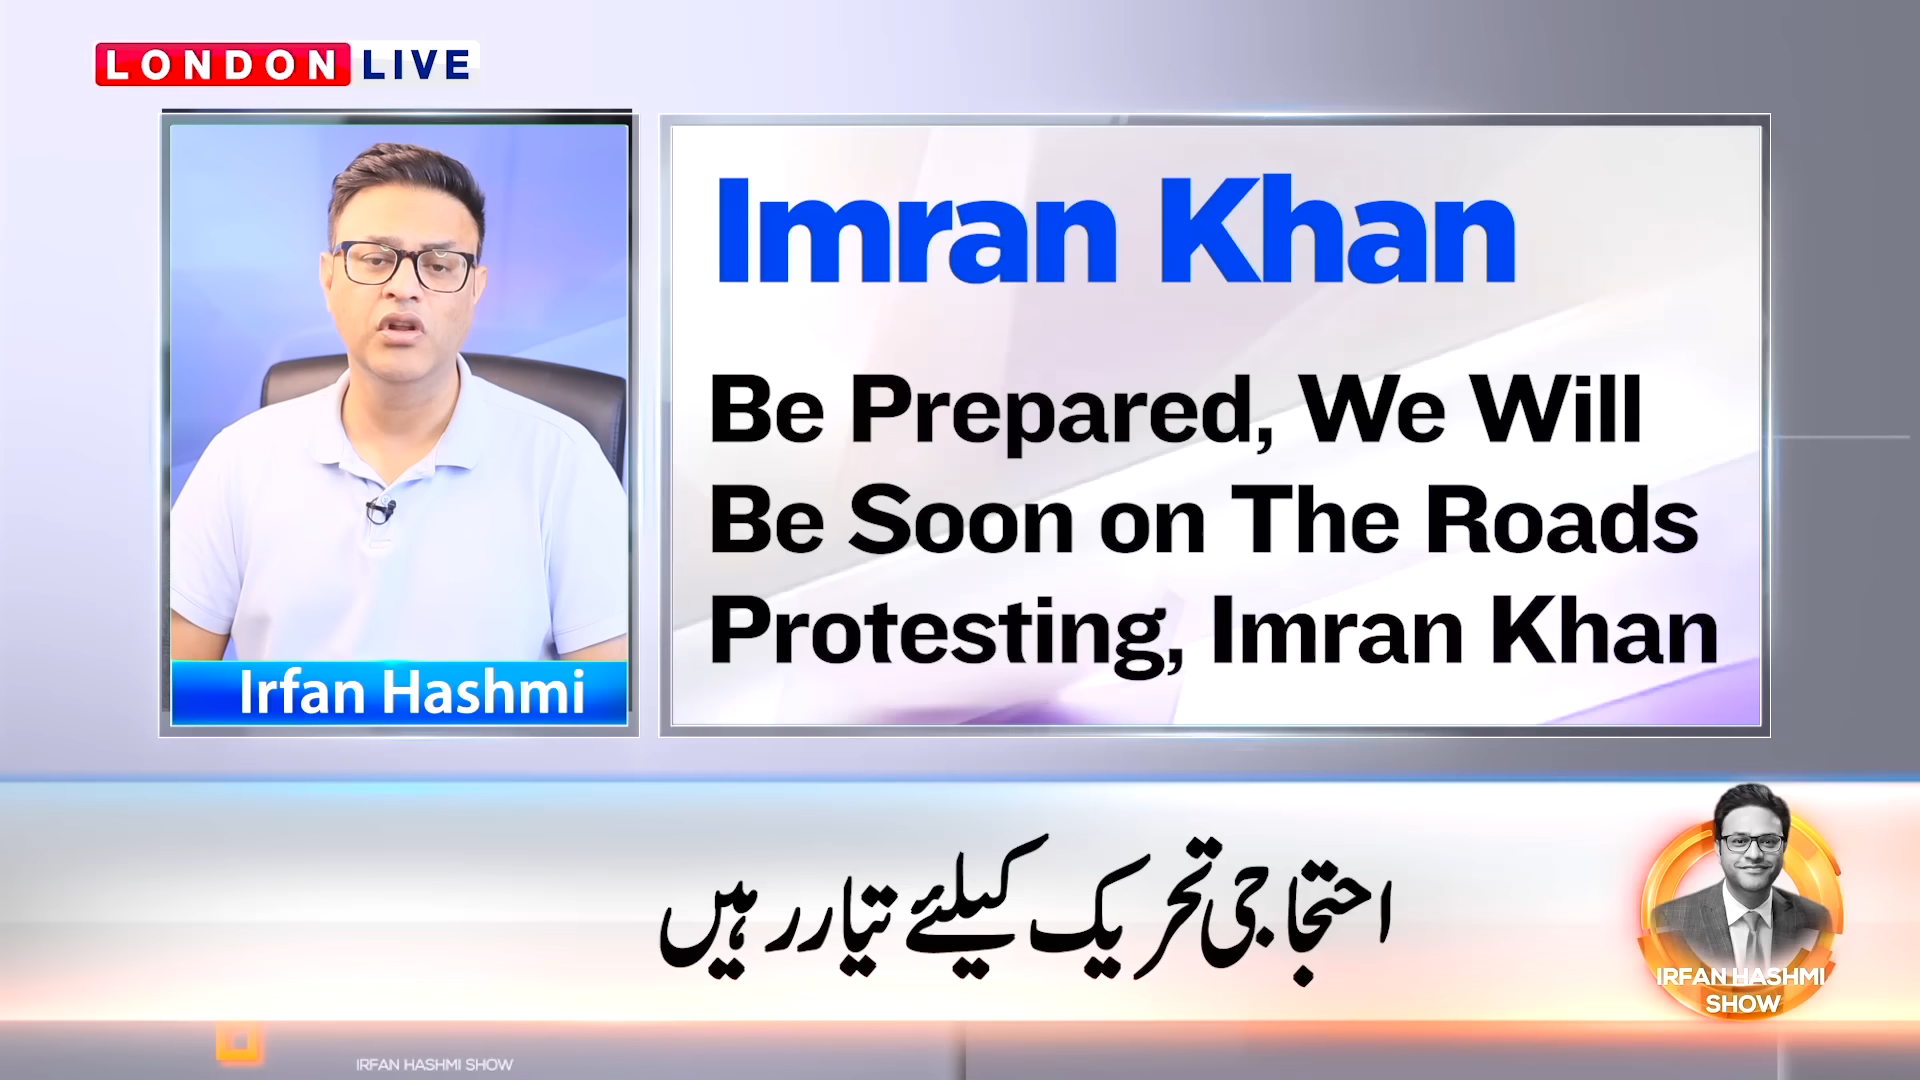 LONDON LIVE
Imran Khan
Be Prepared, We Will
Be Soon on The Roads
Protesting, Imran Khan
Irfan Hashmi
احتجاجی تحریک کیلئے تیار رہیں
IRFAN HASHMI
SHOW
IRFAN HASHMI SHOW